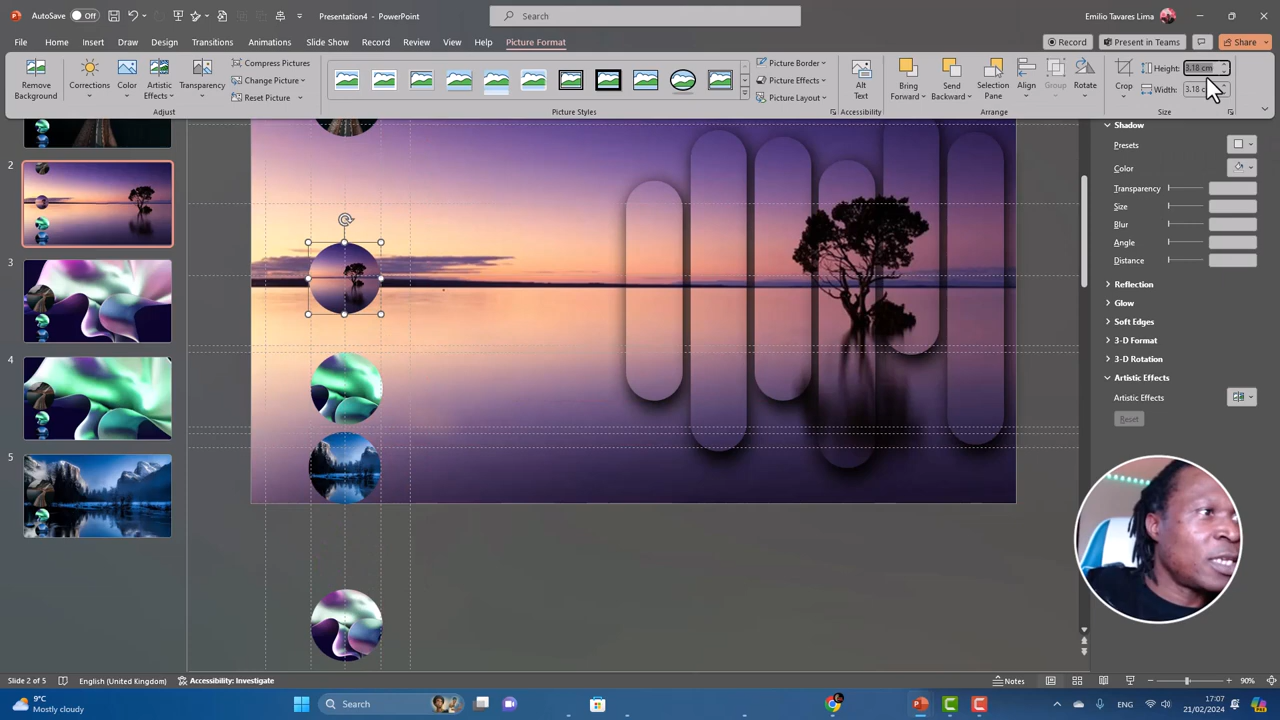 AutoSave Off Presentation4 • PowerPoint Search Emilio Tavares Lima
File Home Insert Draw Design Transitions Animations Slide Show Record Review View Help Picture Format Record Present in Teams Share
Remove Background
Corrections
Color
Artistic Effects
Transparency
Compress Pictures
Change Picture
Reset Picture
Adjust
Picture Styles
Picture Border
Picture Effects
Picture Layout
Alt Text
Accessibility
Bring Forward
Send Backward
Selection Pane
Align
Group
Rotate
Arrange
Crop
Height: 3.18 cm
Width: 3.18 c
Size
2
3
4
5
Shadow
Presets
Color
Transparency
Size
Blur
Angle
Distance
Reflection
Glow
Soft Edges
3-D Format
3-D Rotation
Artistic Effects
Artistic Effects
Reset
Slide 2 of 5 English (United Kingdom) Accessibility: Investigate Notes 90%
9°C
Mostly cloudy
Search
ENG
17:07
21/02/2024